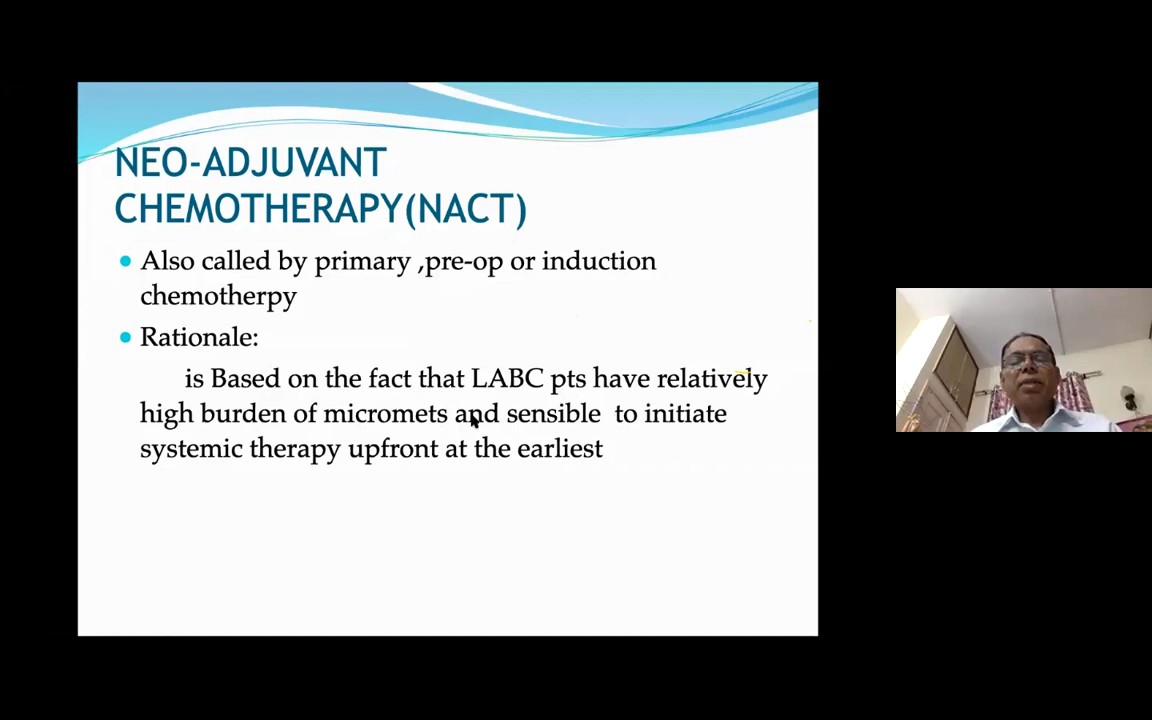 NEO-ADJUVANT
CHEMOTHERAPY(NACT)
Also called by primary ,pre-op or induction
chemotherpy
Rationale:
is Based on the fact that LABC pts have relatively
high burden of micromets and sensible to initiate
systemic therapy upfront at the earliest